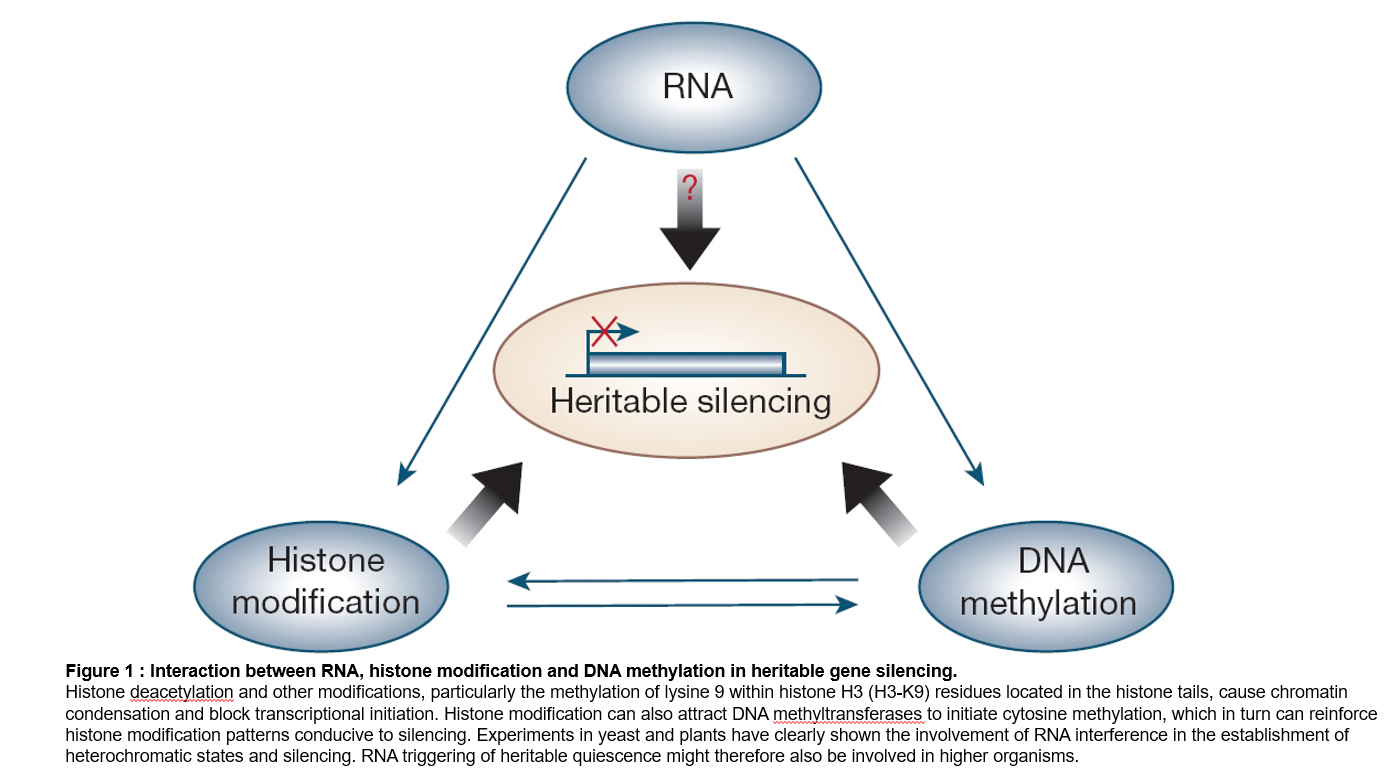 RNA
?
Heritable silencing
Histone
modification
DNA
methylation
Figure 1 : Interaction between RNA, histone modification and DNA methylation in heritable gene silencing.
Histone deacetylation and other modifications, particularly the methylation of lysine 9 within histone H3 (H3-K9) residues located in the histone tails, cause chromatin
condensation and block transcriptional initiation. Histone modification can also attract DNA methyltransferases to initiate cytosine methylation, which in turn can reinforce
histone modification patterns conducive to silencing. Experiments in yeast and plants have clearly shown the involvement of RNA interference in the establishment of
heterochromatic states and silencing. RNA triggering of heritable quiescence might therefore also be involved in higher organisms.